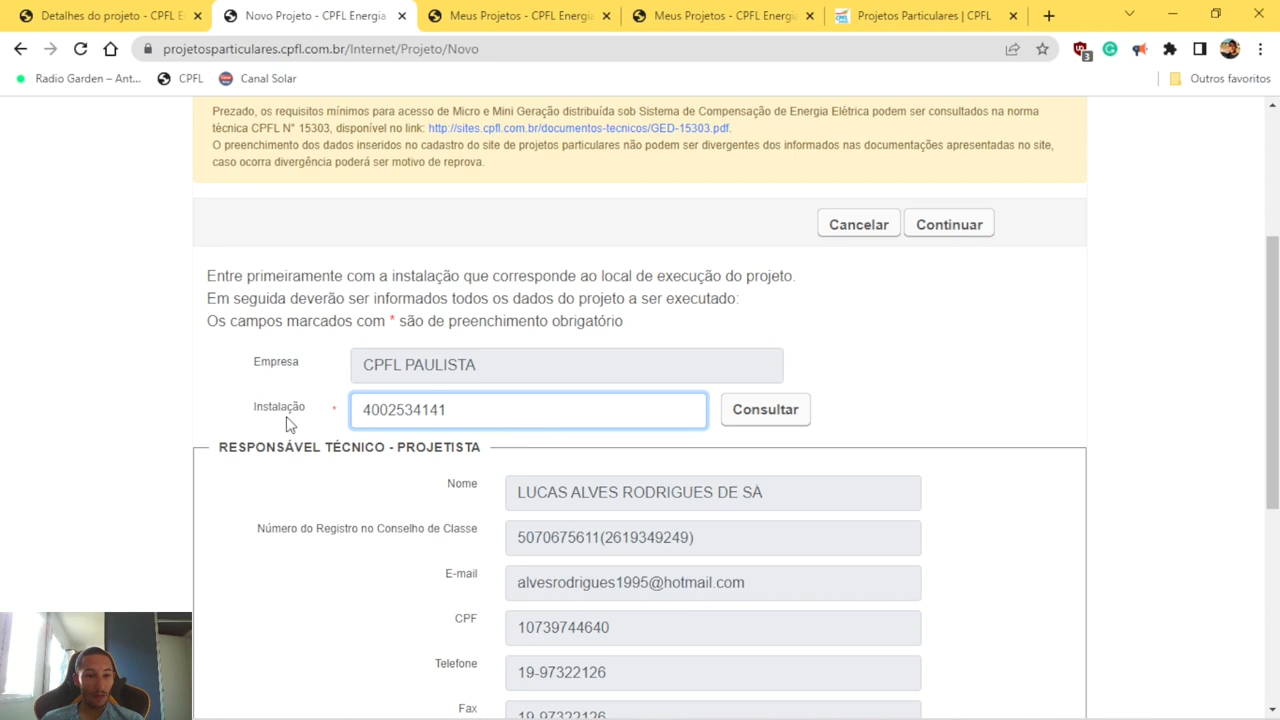 Detalhes do projeto - CPFL E
Novo Projeto - CPFL Energia
Meus Projetos - CPFL Energia
Meus Projetos - CPFL Energia
Projetos Particulares | CPFL
projetosparticulares.cpfl.com.br/Internet/Projeto/Novo
3
Radio Garden – Ant...
CPFL
Canal Solar
Outros favoritos
Prezado, os requisitos mínimos para acesso de Micro e Mini Geração distribuída sob Sistema de Compensação de Energia Elétrica podem ser consultados na norma
técnica CPFL N° 15303, disponível no link: http://sites.cpfl.com.br/documentos-tecnicos/GED-15303.pdf.
O preenchimento dos dados inseridos no cadastro do site de projetos particulares não podem ser divergentes dos informados nas documentações apresentadas no site,
caso ocorra divergência poderá ser motivo de reprova.
Cancelar
Continuar
Entre primeiramente com a instalação que corresponde ao local de execução do projeto.
Em seguida deverão ser informados todos os dados do projeto a ser executado:
Os campos marcados com * são de preenchimento obrigatório
Empresa CPFL PAULISTA
Instalação * 4002534141 Consultar
RESPONSÁVEL TÉCNICO - PROJETISTA
Nome LUCAS ALVES RODRIGUES DE SÁ
Número do Registro no Conselho de Classe 5070675611(2619349249)
E-mail alvesrodrigues1995@hotmail.com
CPF 10739744640
Telefone 19-97322126
Fax 19-97322126